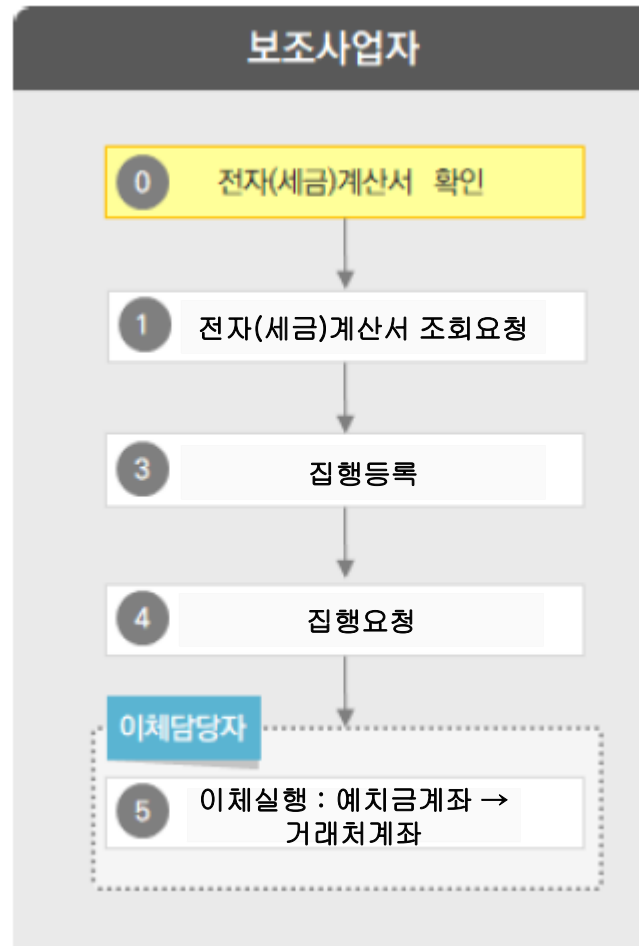 보조사업자
0 전자(세금)계산서 확인
1 전자(세금)계산서 조회요청
3 집행등록
4 집행요청
이체담당자
5 이체실행 : 예치금계좌 →
거래처계좌